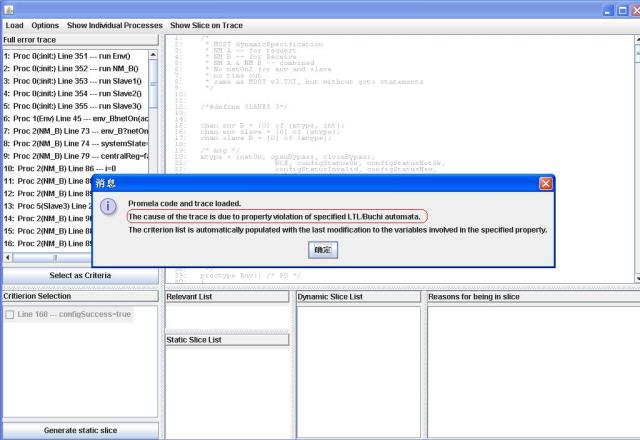 Load Options Show Individual Processes Show Slice on Trace
Full error trace
1: Proc 0(:init:) Line 351 --- run Env()
2: Proc 0(:init:) Line 352 --- run NM_B()
3: Proc 0(:init:) Line 353 --- run Slave1()
4: Proc 0(:init:) Line 354 --- run Slave2()
5: Proc 0(:init:) Line 355 --- run Slave3()
6: Proc 1(Env) Line 45 --- env_B!netOn(ac
7: Proc 2(NM_B) Line 73 --- env_B?netOn
8: Proc 2(NM_B) Line 74 --- systemState=
9: Proc 2(NM_B) Line 79 --- centralReg=fa
10: Proc 2(NM_B) Line 86 --- i=0
11: Proc 2(NM_B) Line 8
12: Proc 2(NM_B) Line 8
13: Proc 5(Slave3) Line 2
14: Proc 2(NM_B) Line 9
15: Proc 2(NM_B) Line 8
16: Proc 2(NM_B) Line 8
Select as Criteria
1: /*
2: * MOST dynamicSpecification
3: * NM A -- for request
4: * NM B -- for Receive
5: * NM A & NM B -- combined
6: * No netOn2 for env and slave
7: * no time out
8: * same as MOST v3.TXT, but without goto statements
9: */
10:
11:
12: /*#define SLAVES 3*/
13:
14:
15: chan env_B = [0] of {mtype, int};
16: chan env_slave = [0] of {mtype};
17: chan slave_B = [0] of {mtype};
18:
19: /* msg */
20: mtype = {netOn, openBypass, closeBypass,
21: NCE, configStatusOk, configStatusNotOk,
22: configStatusInvalid, configStatusNew,
消息
Promela code and trace loaded.
The cause of the trace is due to property violation of specified LTL/Buchi automata.
The criterion list is automatically populated with the last modification to the variables involved in the specified property.
确定
39: proctype Env() /* P0 */
40: {
Critierion Selection
Line 160 --- configSuccess=true
Generate static slice
Relevant List
Static Slice List
Dynamic Slice List
Reasons for being in slice